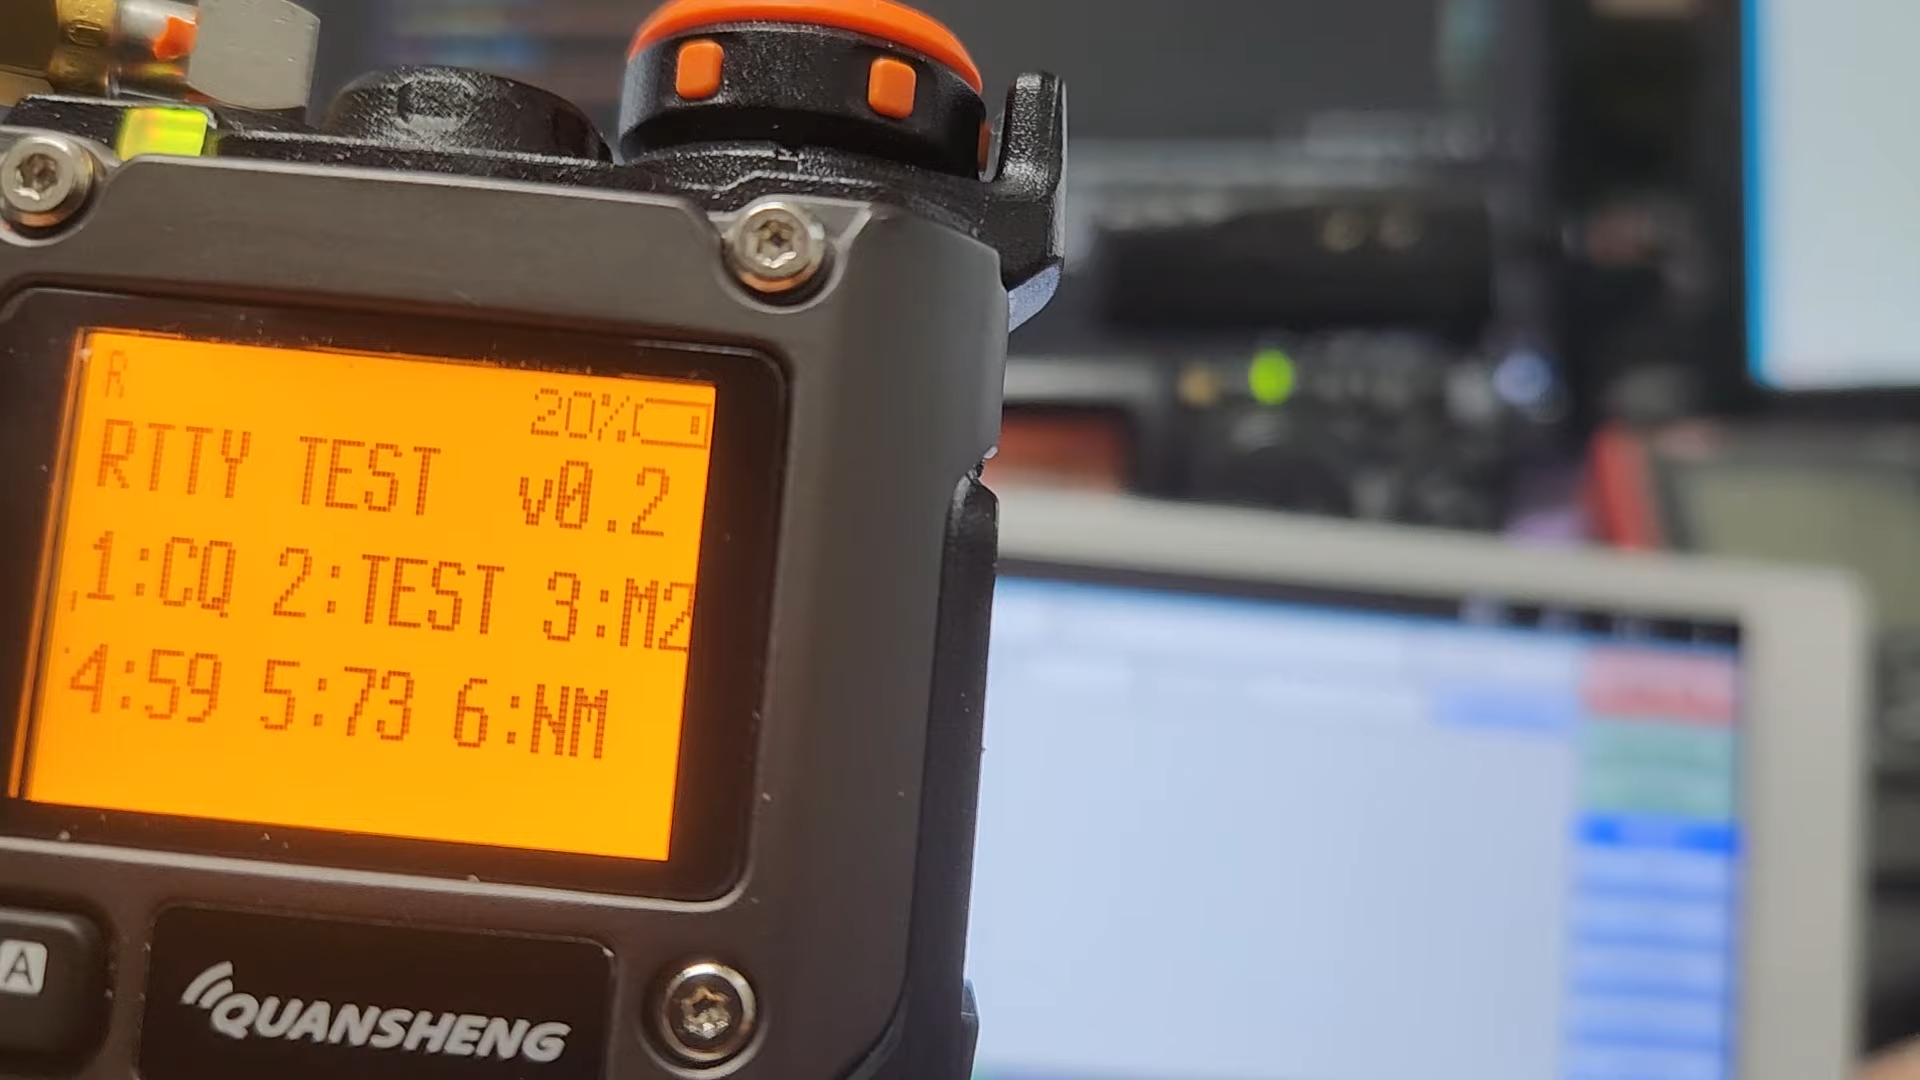 R
20%
RTTY TEST v0.2
1:CQ 2:TEST 3:M2
4:59 5:73 6:NM
A
QUANSHENG